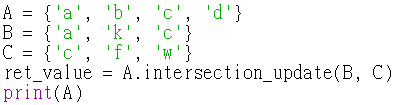 A = {'a', 'b', 'c', 'd'}
B = {'a', 'k', 'c'}
C = {'c', 'f', 'w'}
ret_value = A.intersection_update(B, C)
print(A)